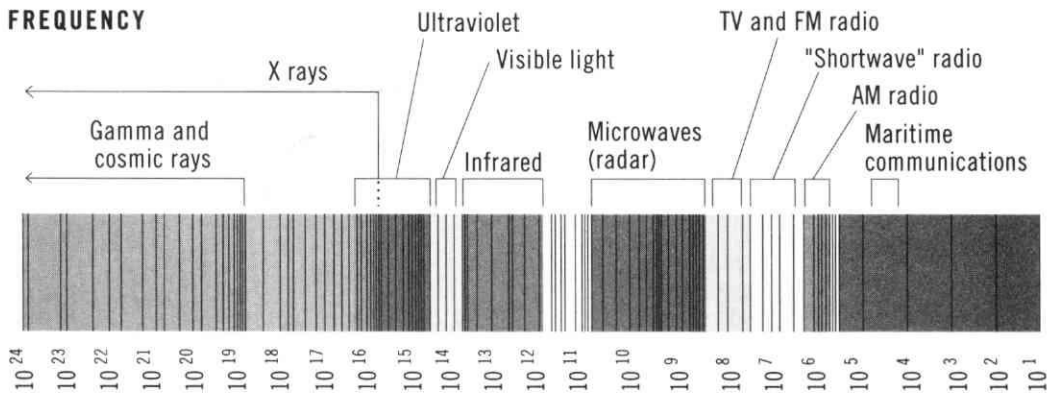 FREQUENCY
Ultraviolet
TV and FM radio
Visible light
"Shortwave" radio
X rays
AM radio
Gamma and
cosmic rays
Infrared
Microwaves
(radar)
Maritime
communications
10^24 10^23 10^22 10^21 10^20 10^19 10^18 10^17 10^16 10^15 10^14 10^13 10^12 10^11 10^10 10^9 10^8 10^7 10^6 10^5 10^4 10^3 10^2 10^1